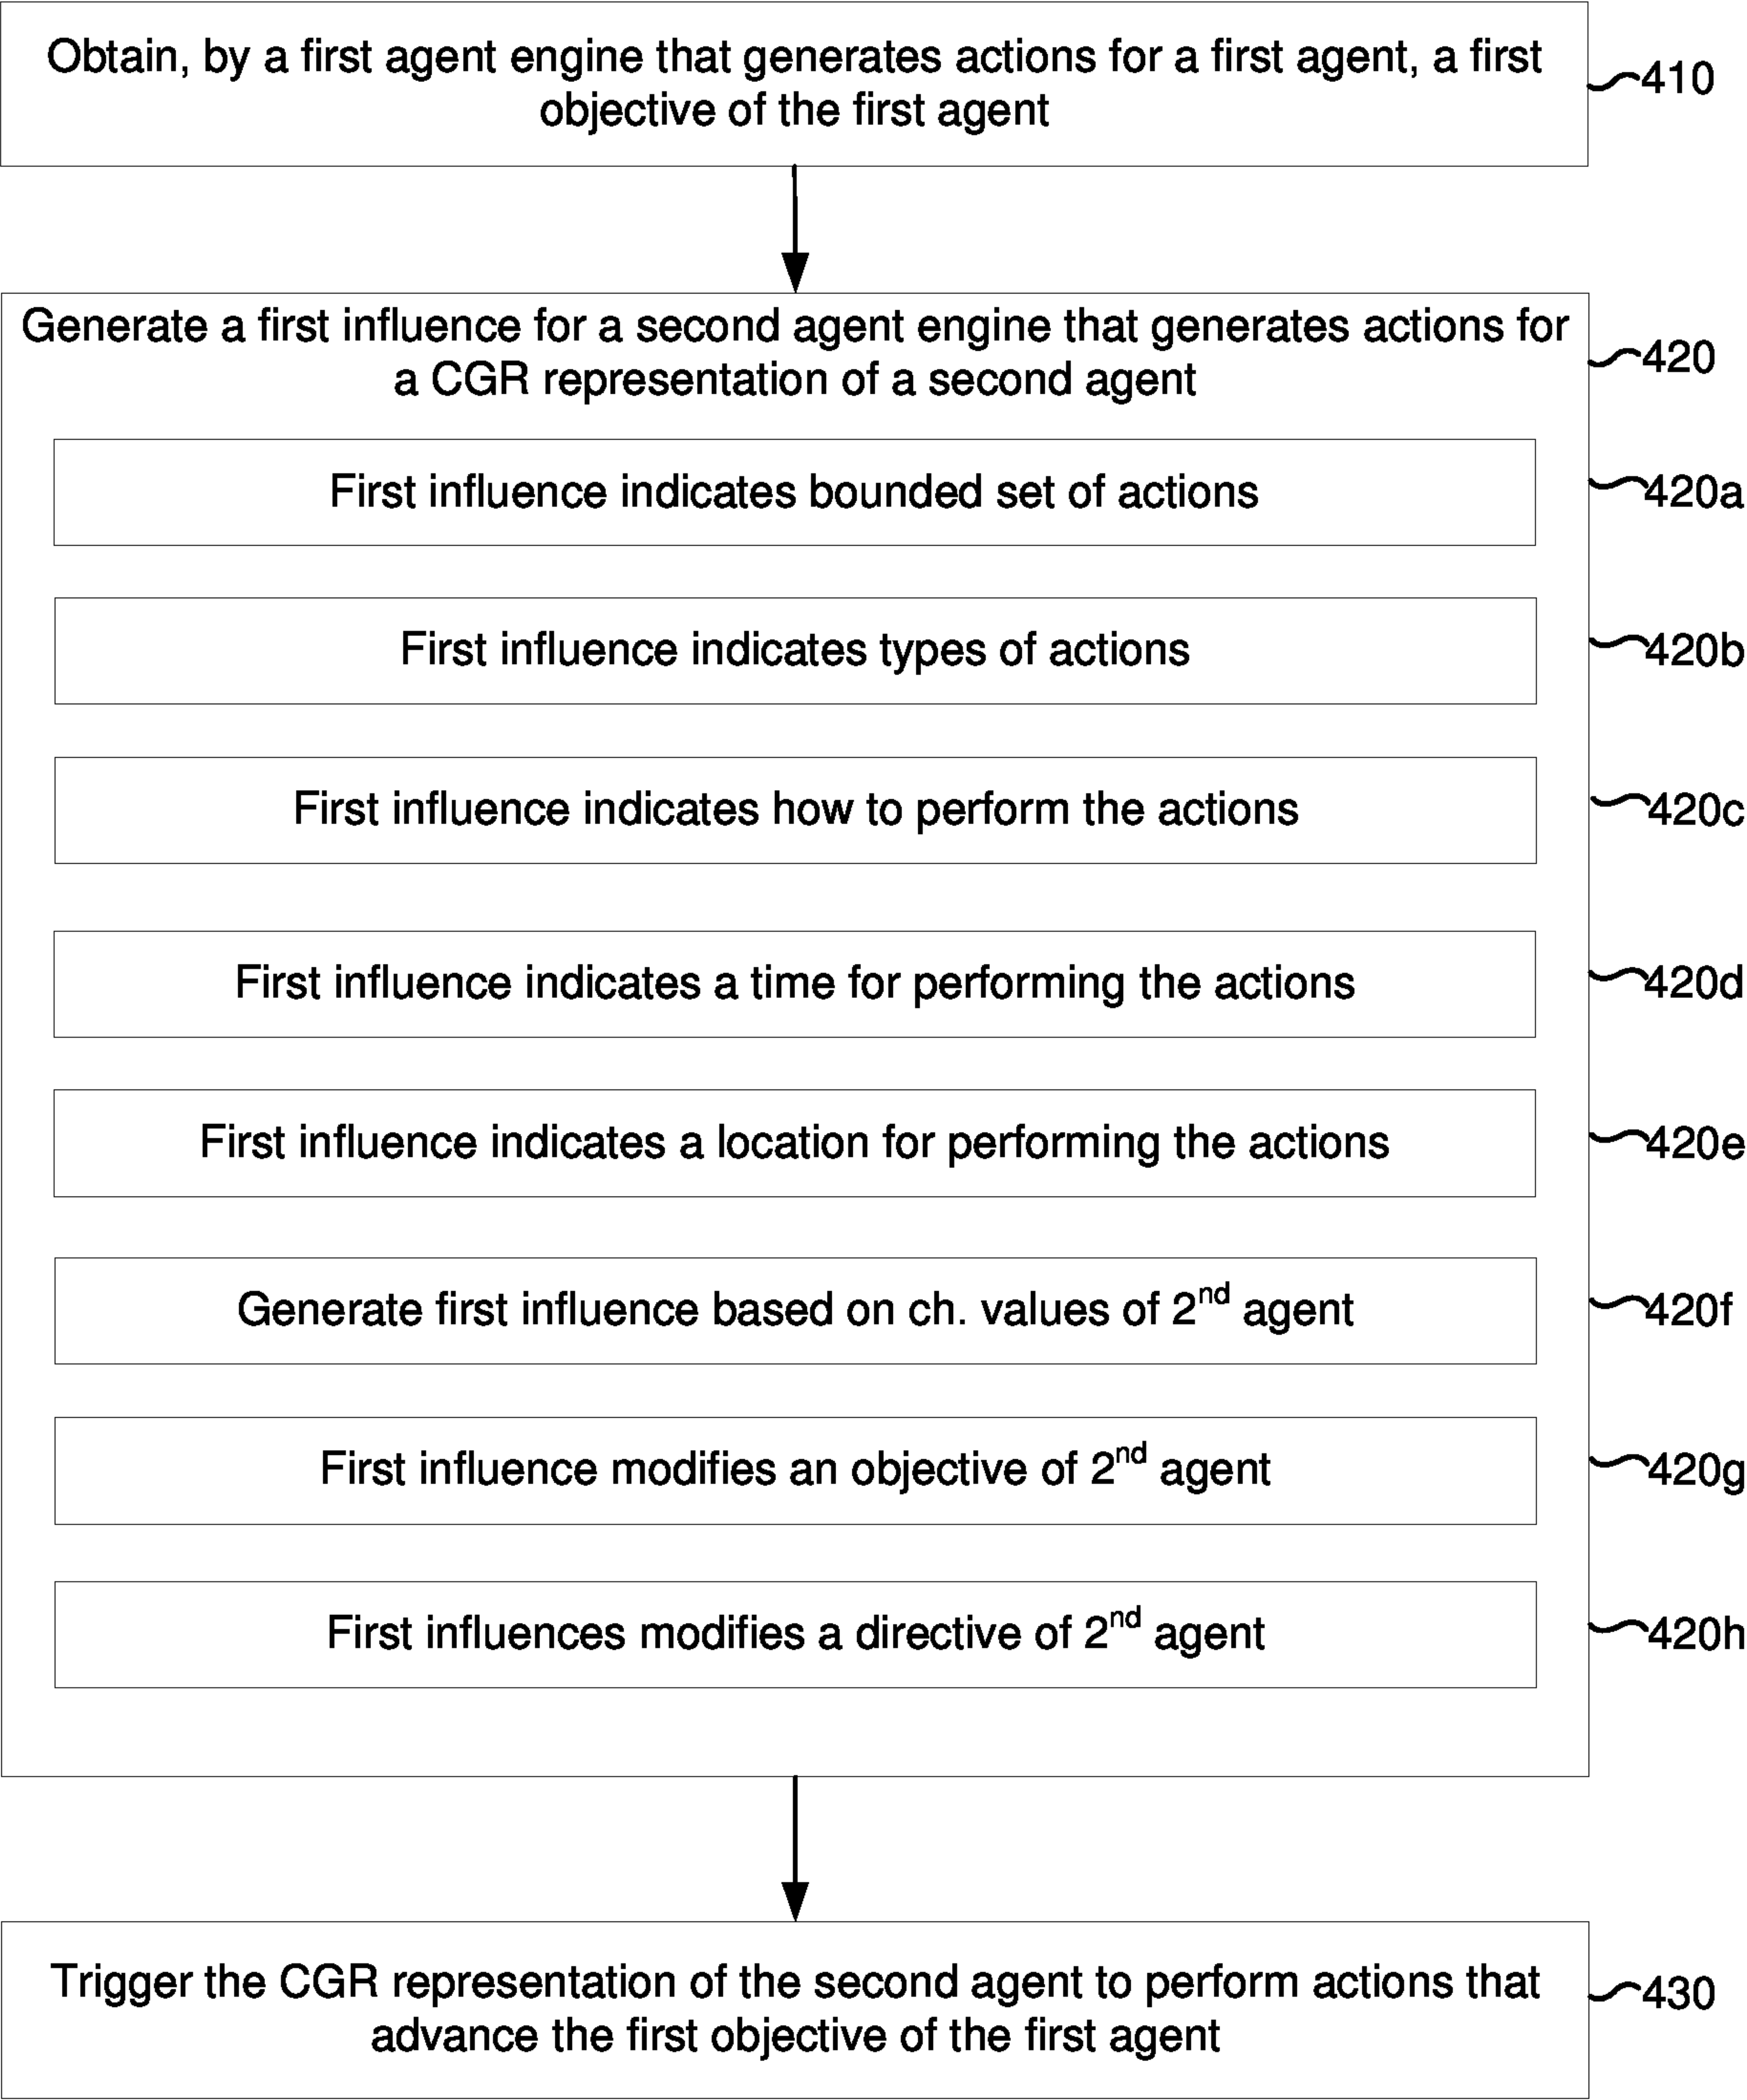 Obtain, by a first agent engine that generates actions for a first agent, a first
objective of the first agent
410
Generate a first influence for a second agent engine that generates actions for
a CGR representation of a second agent
420
First influence indicates bounded set of actions
420a
First influence indicates types of actions
420b
First influence indicates how to perform the actions
420c
First influence indicates a time for performing the actions
420d
First influence indicates a location for performing the actions
420e
Generate first influence based on ch. values of 2nd agent
420f
First influence modifies an objective of 2nd agent
420g
First influences modifies a directive of 2nd agent
420h
Trigger the CGR representation of the second agent to perform actions that
advance the first objective of the first agent
430